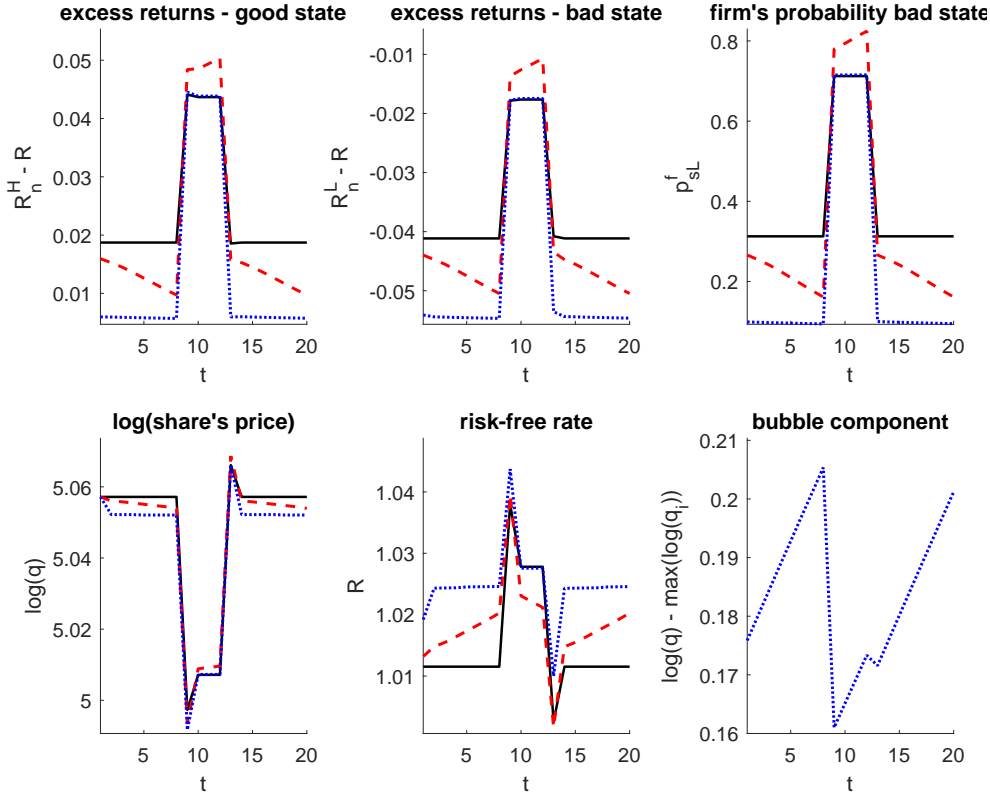 excess returns - good state
0.05
0.04
0.03
0.02
0.01
R_n^H - R
5 10 15 20
t
excess returns - bad state
-0.01
-0.02
-0.03
-0.04
-0.05
R_n^L - R
5 10 15 20
t
firm's probability bad state
0.8
0.6
0.4
0.2
p_{sL}^f
5 10 15 20
t
log(share's price)
5.06
5.04
5.02
5
log(q)
5 10 15 20
t
risk-free rate
1.04
1.03
1.02
1.01
R
5 10 15 20
t
bubble component
0.21
0.2
0.19
0.18
0.17
0.16
log(q) - max(log(q_i))
5 10 15 20
t